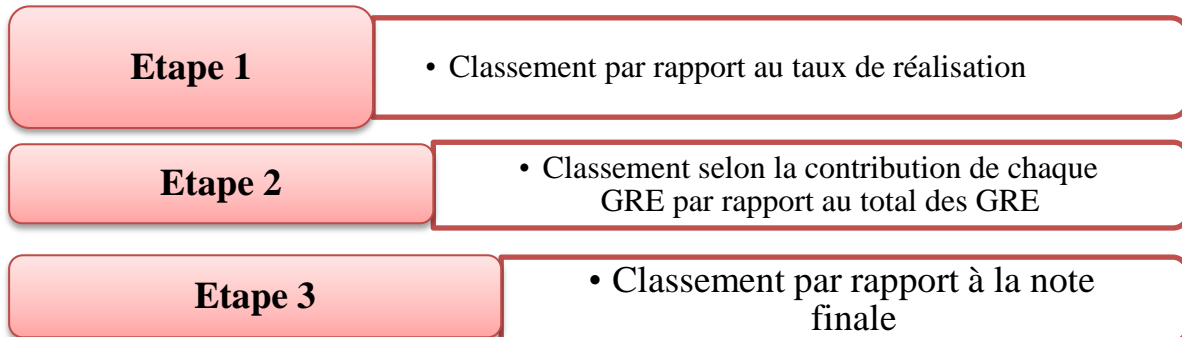 Etape 1
• Classement par rapport au taux de réalisation
Etape 2
• Classement selon la contribution de chaque
GRE par rapport au total des GRE
Etape 3
• Classement par rapport à la note
finale